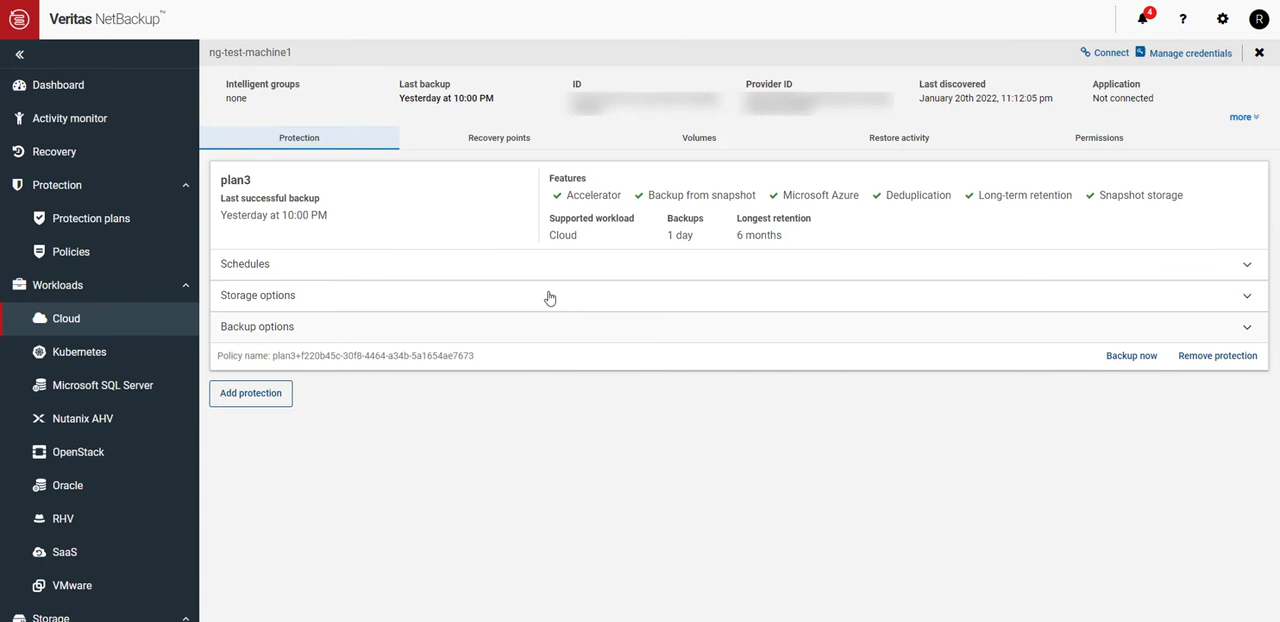 Veritas NetBackup™
4
?
R
ng-test-machine1
Connect
Manage credentials
Dashboard
Activity monitor
Recovery
Protection
Protection plans
Policies
Workloads
Cloud
Kubernetes
Microsoft SQL Server
Nutanix AHV
OpenStack
Oracle
RHV
SaaS
VMware
Storage
Intelligent groups
none
Last backup
Yesterday at 10:00 PM
ID
Provider ID
Last discovered
January 20th 2022, 11:12:05 pm
Application
Not connected
more
Protection
Recovery points
Volumes
Restore activity
Permissions
plan3
Last successful backup
Yesterday at 10:00 PM
Features
Accelerator
Backup from snapshot
Microsoft Azure
Deduplication
Long-term retention
Snapshot storage
Supported workload
Cloud
Backups
1 day
Longest retention
6 months
Schedules
Storage options
Backup options
Policy name: plan3+f220b45c-30f8-4464-a34b-5a1654ae7673
Backup now
Remove protection
Add protection